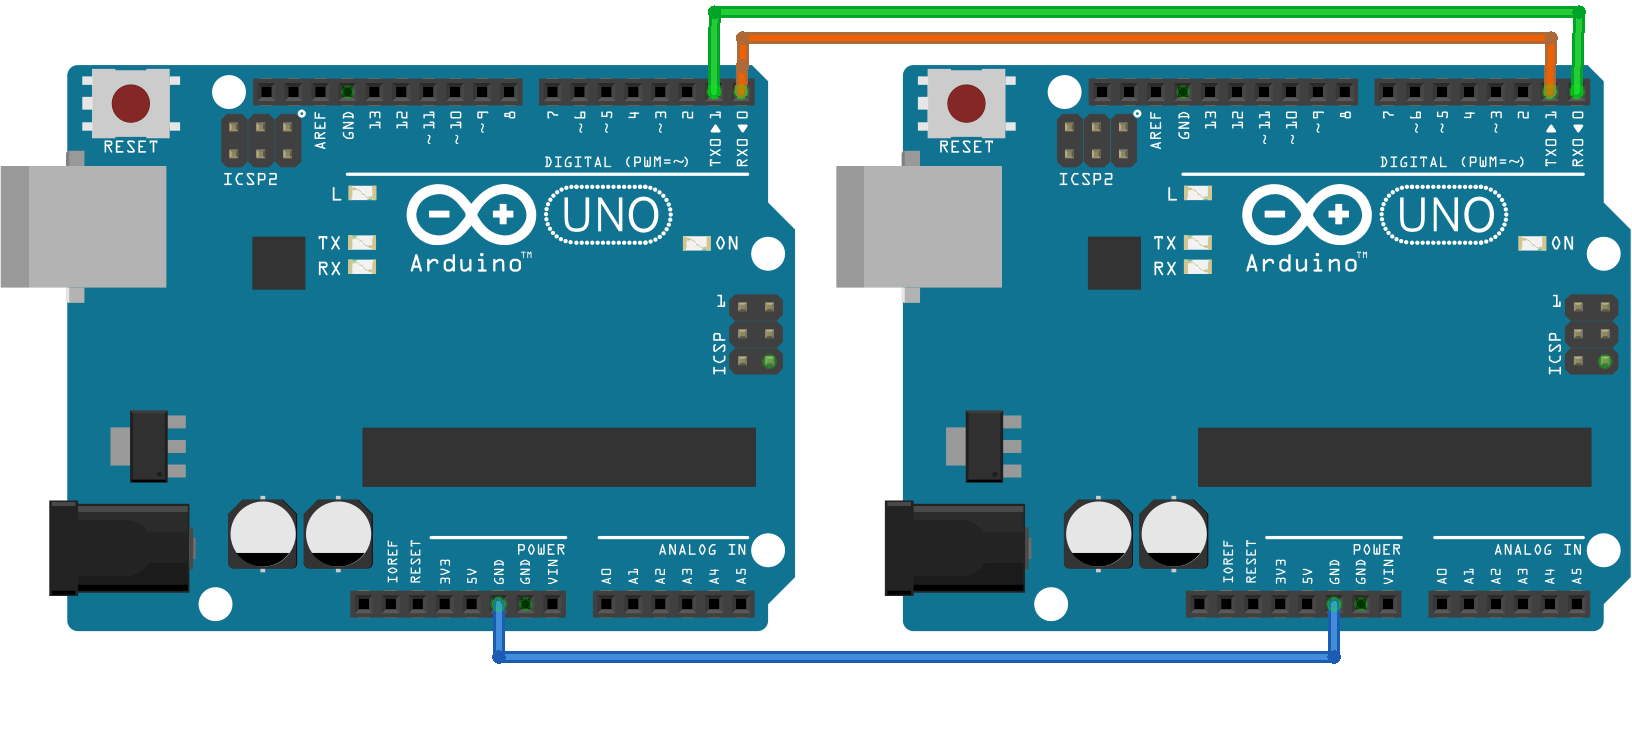 RESET
ICSP2
AREF
GND
13
12
~11
~10
~9
8
7
~6
~5
4
~3
2
TX0▶1
RX0◀0
DIGITAL (PWM=~)
L
TX
RX
UNO
Arduino™
ON
1
ICSP
IOREF
RESET
3V3
5V
GND
GND
VIN
POWER
ANALOG IN
A0
A1
A2
A3
A4
A5
RESET
ICSP2
AREF
GND
13
12
~11
~10
~9
8
7
~6
~5
4
~3
2
TX0▶1
RX0◀0
DIGITAL (PWM=~)
L
TX
RX
UNO
Arduino™
ON
1
ICSP
IOREF
RESET
3V3
5V
GND
GND
VIN
POWER
ANALOG IN
A0
A1
A2
A3
A4
A5